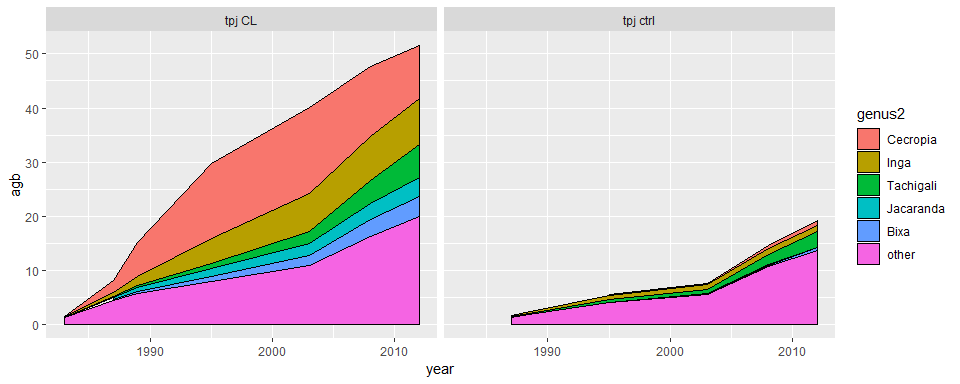 tpj CL
tpj ctrl
50
40
30
20
10
0
agb
1990
2000
2010
1990
2000
2010
year
genus2
Cecropia
Inga
Tachigali
Jacaranda
Bixa
other